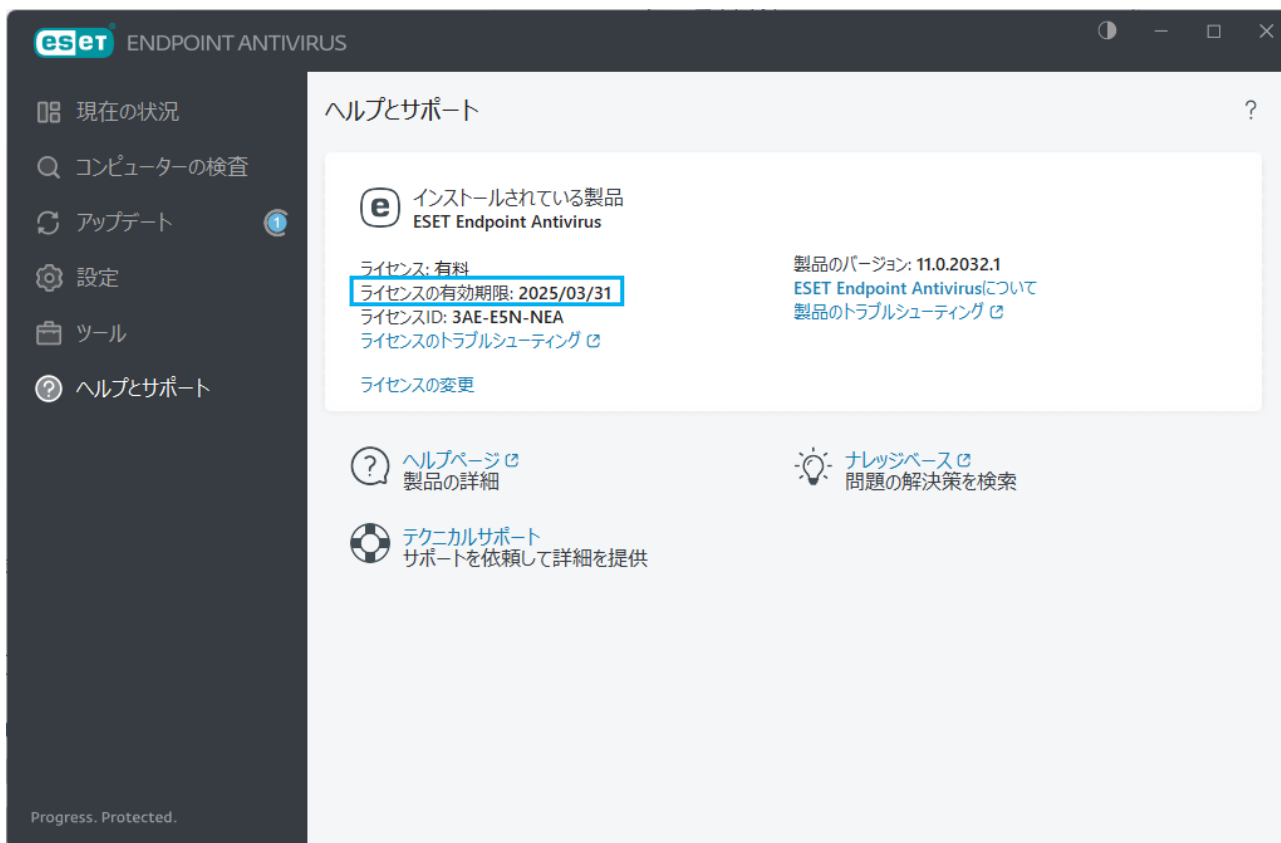 eset ENDPOINT ANTIVIRUS
現在の状況
コンピューターの検査
アップデート 1
設定
ツール
ヘルプとサポート
Progress. Protected.
ヘルプとサポート ?
インストールされている製品
ESET Endpoint Antivirus
ライセンス: 有料
ライセンスの有効期限: 2025/03/31
ライセンスID: 3AE-E5N-NEA
ライセンスのトラブルシューティング
ライセンスの変更
製品のバージョン: 11.0.2032.1
ESET Endpoint Antivirusについて
製品のトラブルシューティング
ヘルプページ
製品の詳細
ナレッジベース
問題の解決策を検索
テクニカルサポート
サポートを依頼して詳細を提供